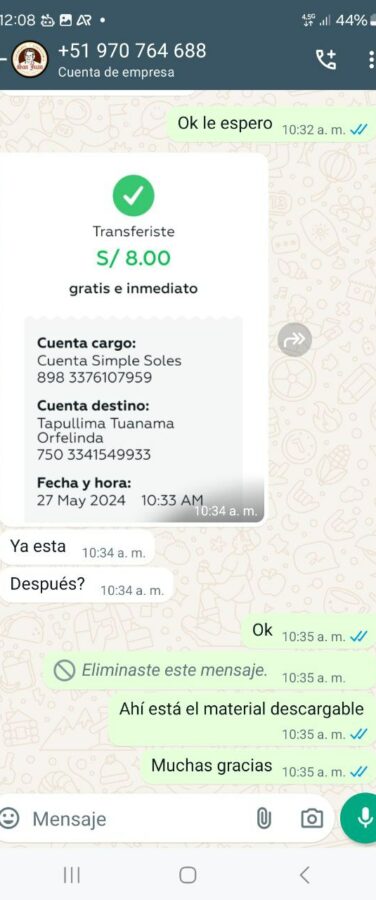 12:08 AR • 4,5G 44%
+51 970 764 688
Cuenta de empresa
Ok le espero 10:32 a. m.
Transferiste
S/ 8.00
gratis e inmediato
Cuenta cargo:
Cuenta Simple Soles
898 3376107959
Cuenta destino:
Tapullima Tuanama
Orfelinda
750 3341549933
Fecha y hora:
27 May 2024 10:33 AM
10:34 a. m.
Ya esta 10:34 a. m.
Después? 10:34 a. m.
Ok 10:35 a. m.
Eliminaste este mensaje. 10:35 a. m.
Ahí está el material descargable
10:35 a. m.
Muchas gracias 10:35 a. m.
Mensaje